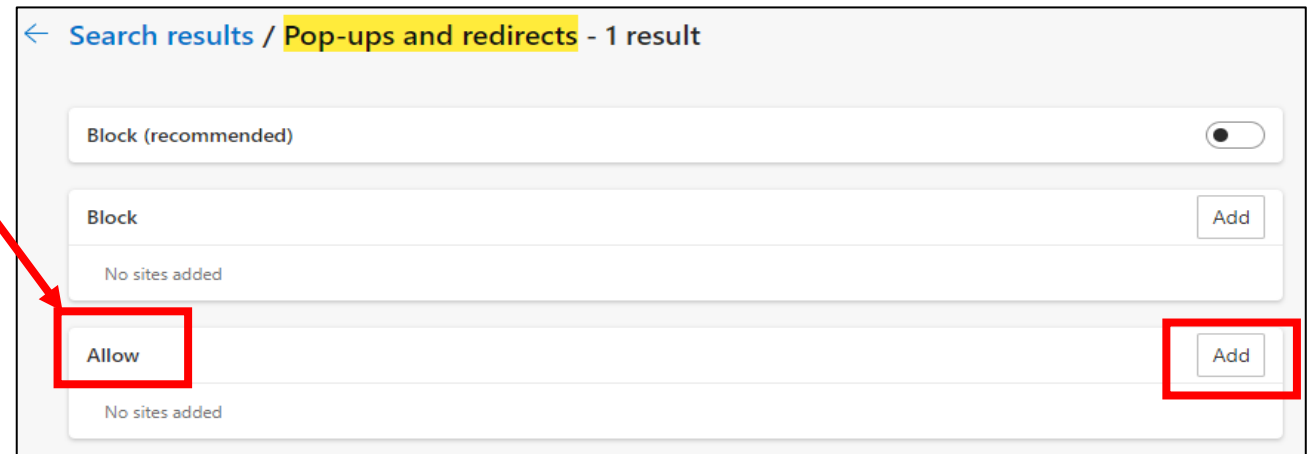 Search results / Pop-ups and redirects - 1 result
Block (recommended)
Block
Add
No sites added
Allow
Add
No sites added